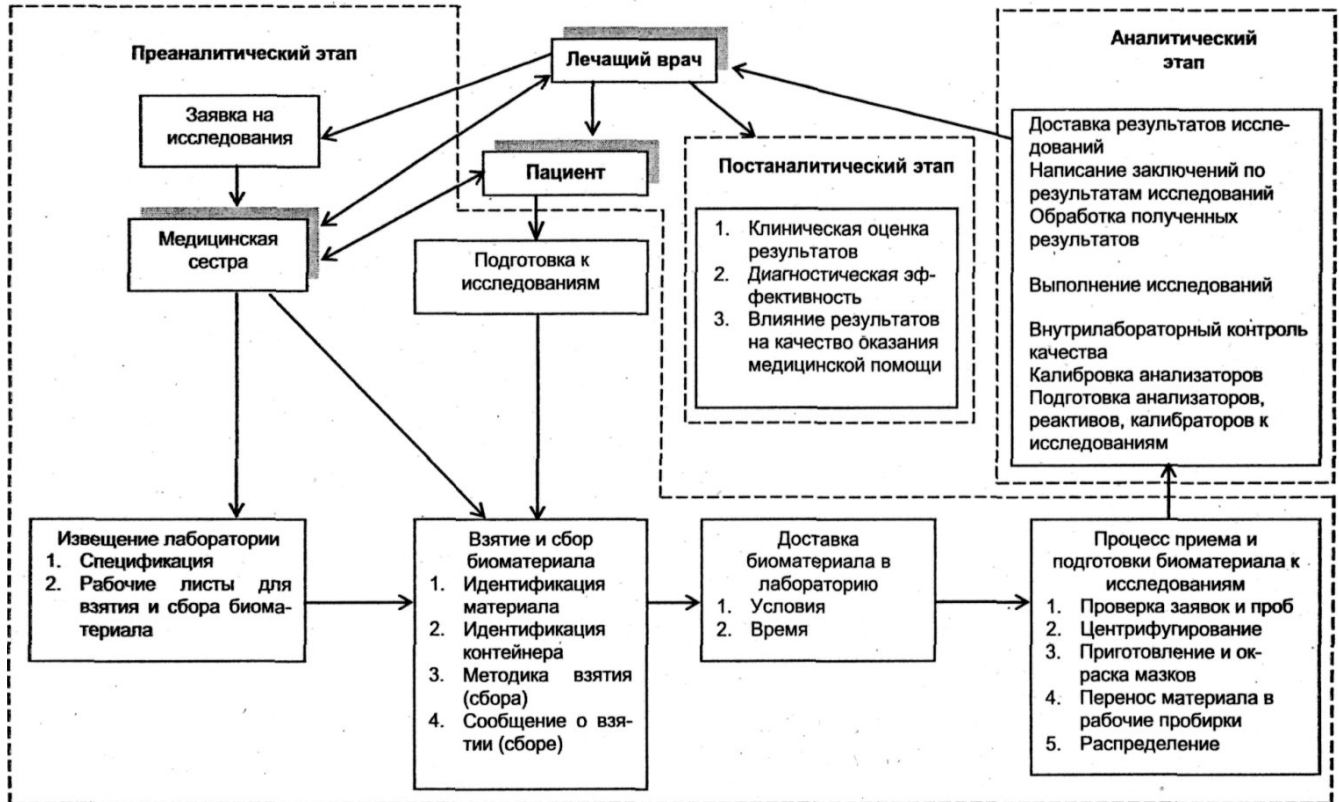 Преаналитический этап
Лечащий врач
Аналитический
этап
Заявка на
исследования
Пациент
Медицинская
сестра
Подготовка к
исследованиям
Постаналитический этап
1. Клиническая оценка
результатов
2. Диагностическая эф-
фективность
3. Влияние результатов
на качество оказания
медицинской помощи
Доставка результатов иссле-
дований
Написание заключений по
результатам исследований
Обработка полученных
результатов
Выполнение исследований
Внутрилабораторный контроль
качества
Калибровка анализаторов
Подготовка анализаторов,
реактивов, калибраторов к
исследованиям
Извещение лаборатории
1. Спецификация
2. Рабочие листы для
взятия и сбора биома-
териала
Взятие и сбор
биоматериала
1. Идентификация
материала
2. Идентификация
контейнера
3. Методика взятия
(сбора)
4. Сообщение о взя-
тии (сборе)
Доставка
биоматериала в
лабораторию
1. Условия
2. Время
Процесс приема и
подготовки биоматериала к
исследованиям
1. Проверка заявок и проб
2. Центрифугирование
3. Приготовление и ок-
раска мазков
4. Перенос материала в
рабочие пробирки
5. Распределение